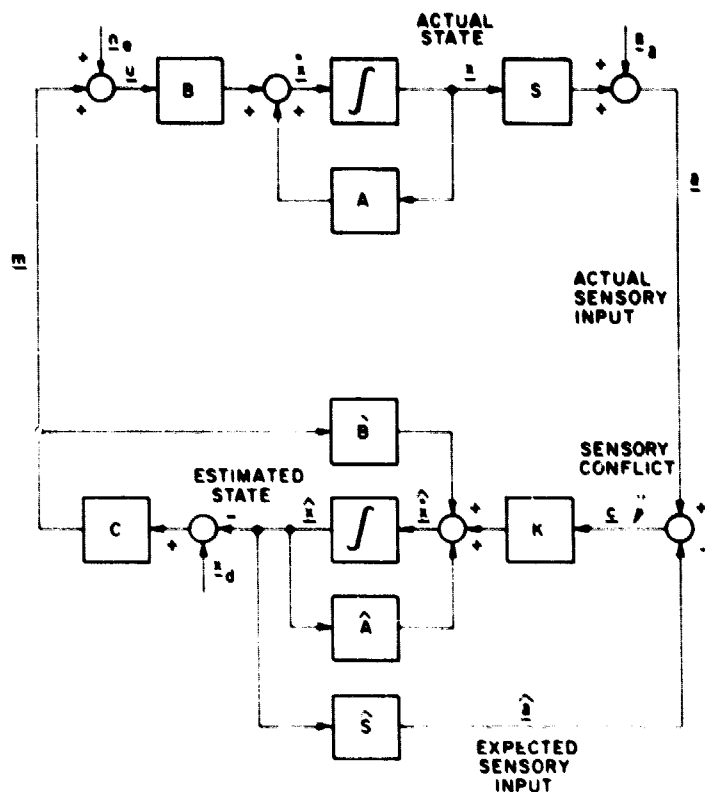 ACTUAL
STATE
n e
+
+
u
B
+
ẋ
+
∫
x
S
+
+
a
A
m
ACTUAL
SENSORY
INPUT
B̂
SENSORY
CONFLICT
ESTIMATED
STATE
C
+
-
x̂
∫
+
+
K
c
+
-
x d
Â
Ŝ
â
EXPECTED
SENSORY
INPUT